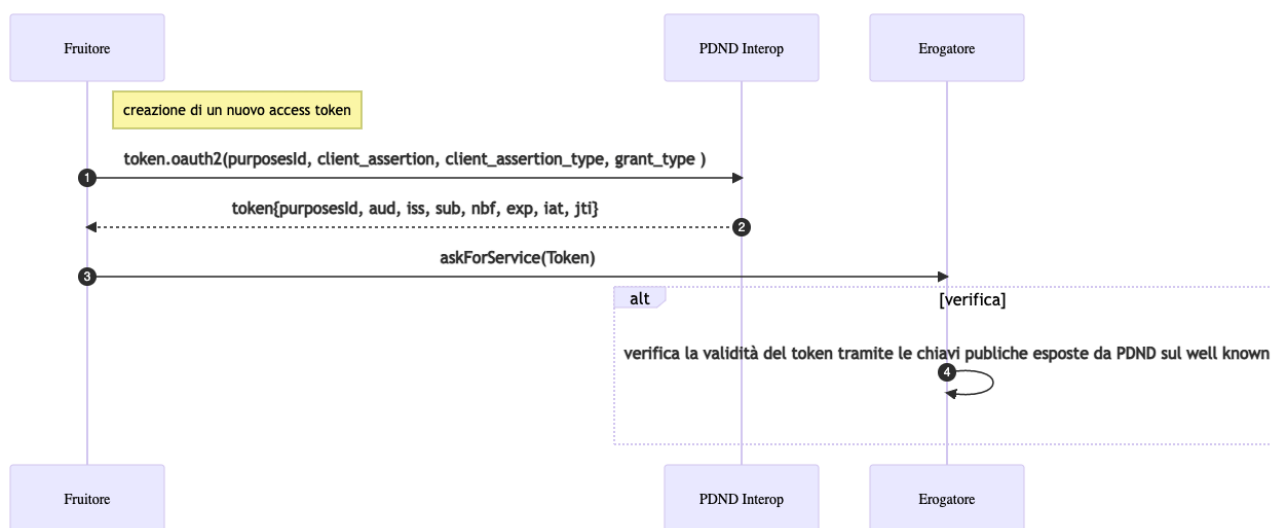 Fruitore
PDND Interop
Erogatore
creazione di un nuovo access token
token.oauth2(purposesId, client_assertion, client_assertion_type, grant_type )
1
token{purposesId, aud, iss, sub, nbf, exp, iat, jti}
2
askForService(Token)
3
alt
[verifica]
verifica la validità del token tramite le chiavi publiche esposte da PDND sul well known
4
Fruitore
PDND Interop
Erogatore